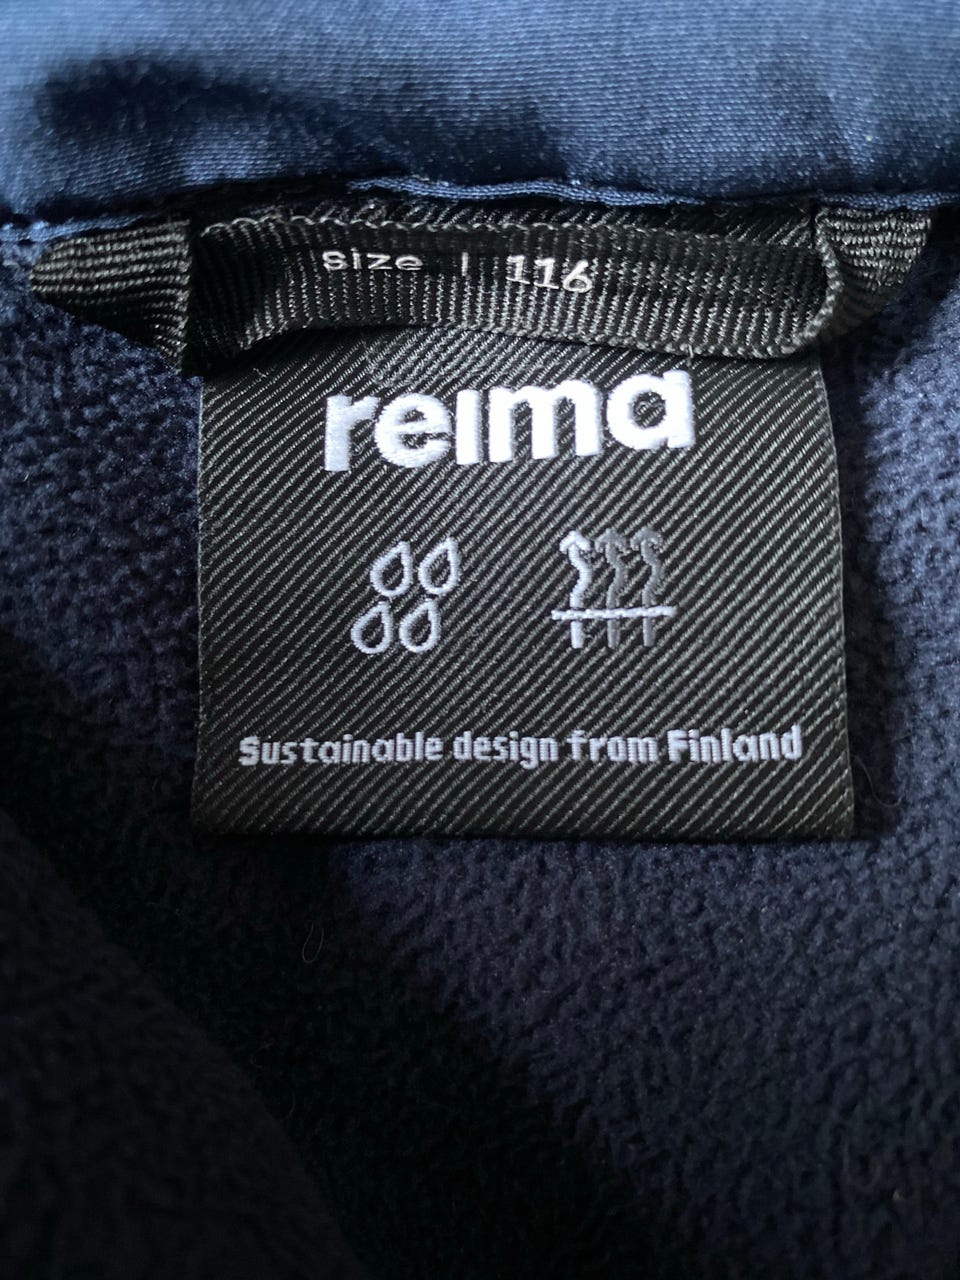 Size | 116
reima
Sustainable design from Finland